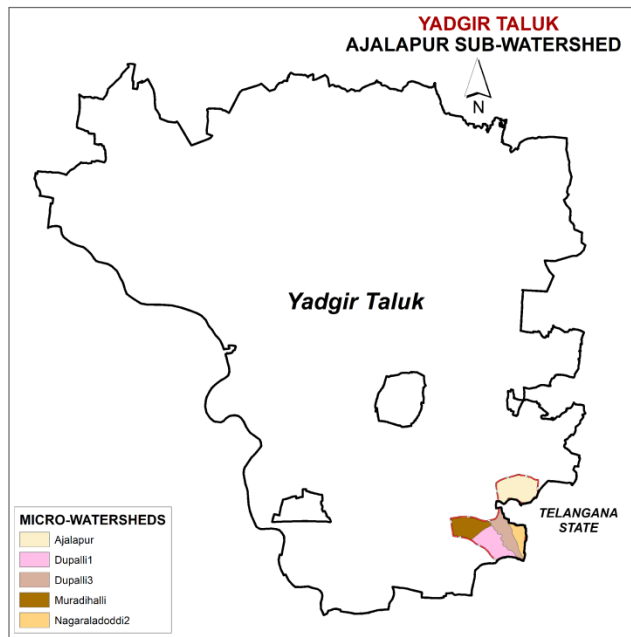 YADGIR TALUK
AJALAPUR SUB-WATERSHED
N
Yadgir Taluk
TELANGANA
STATE
MICRO-WATERSHEDS
Ajalapur
Dupalli1
Dupalli3
Muradihalli
Nagaraladoddi2